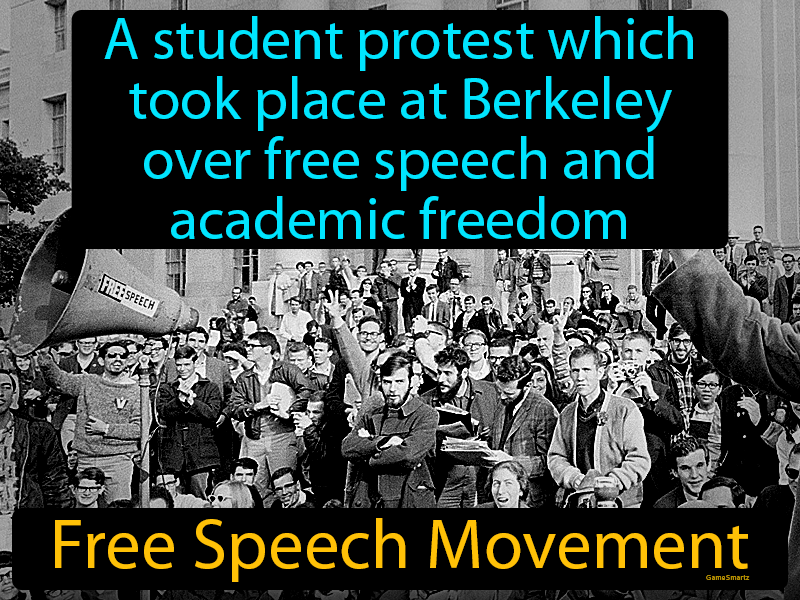 A student protest which
took place at Berkeley
over free speech and
academic freedom
FREE SPEECH
Free Speech Movement
GameSmartz